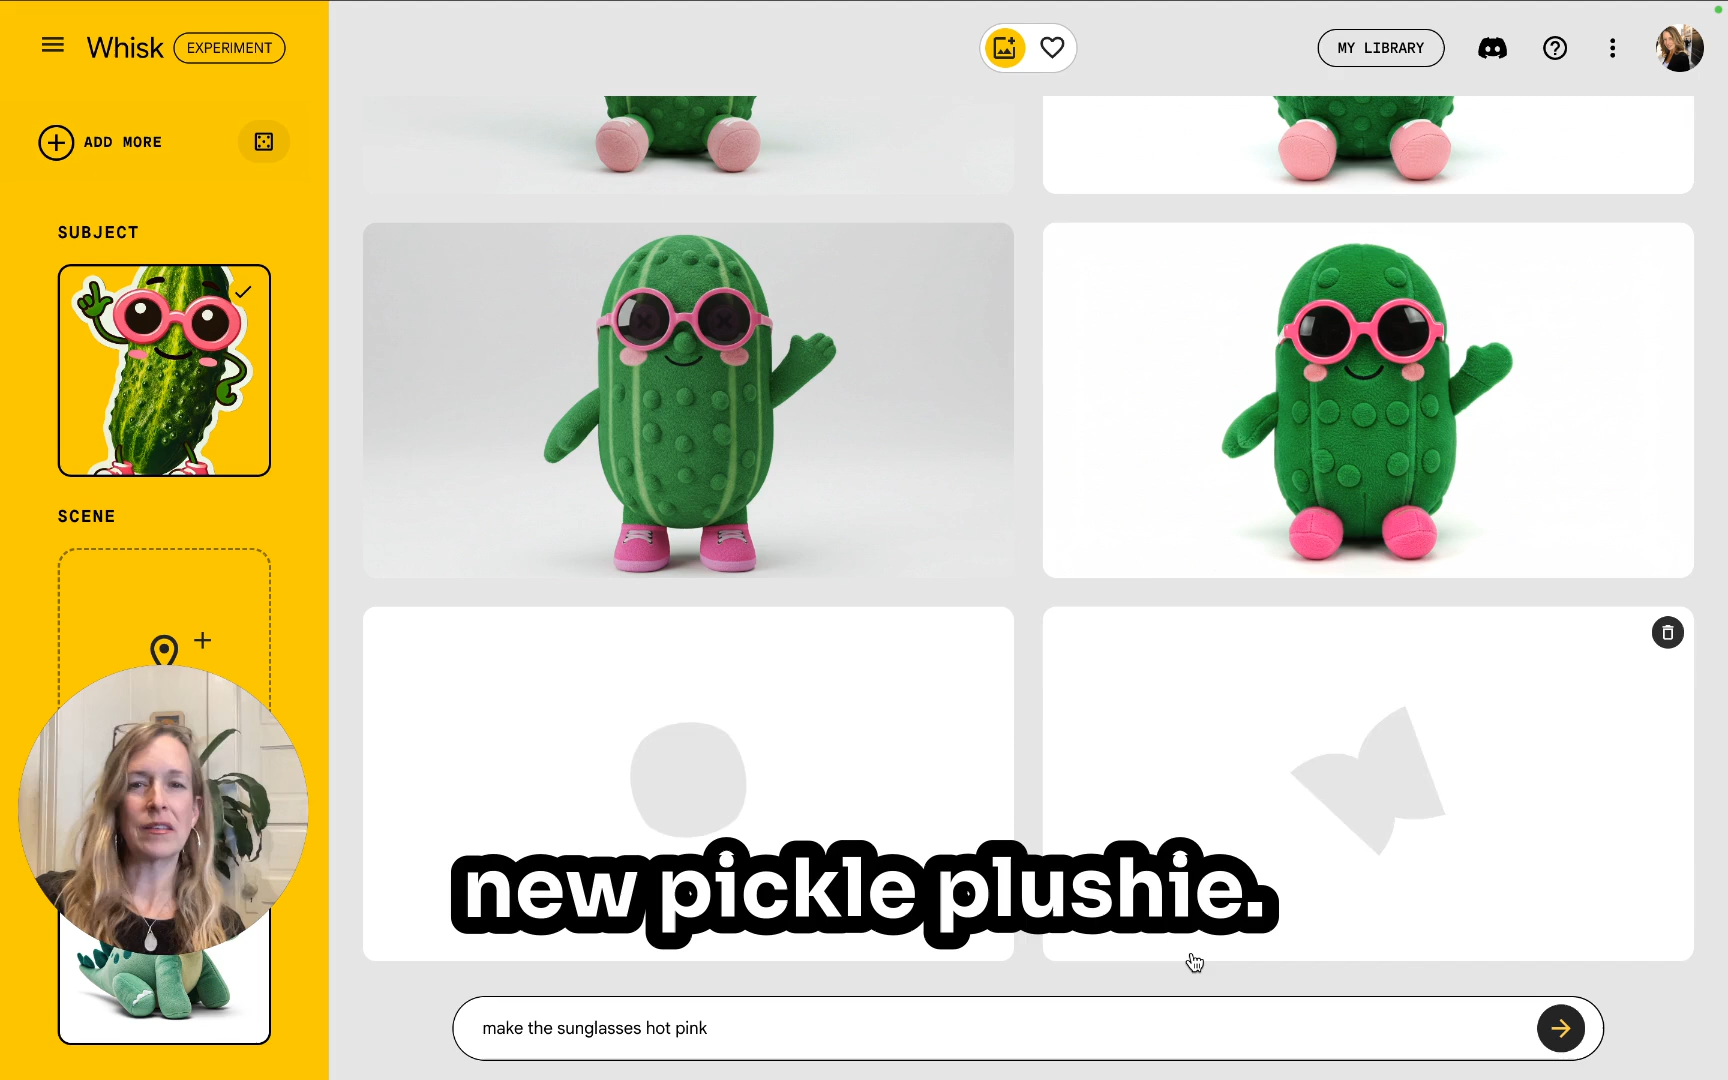 Whisk
EXPERIMENT
MY LIBRARY
ADD MORE
SUBJECT
SCENE
new pickle plushie.
make the sunglasses hot pink